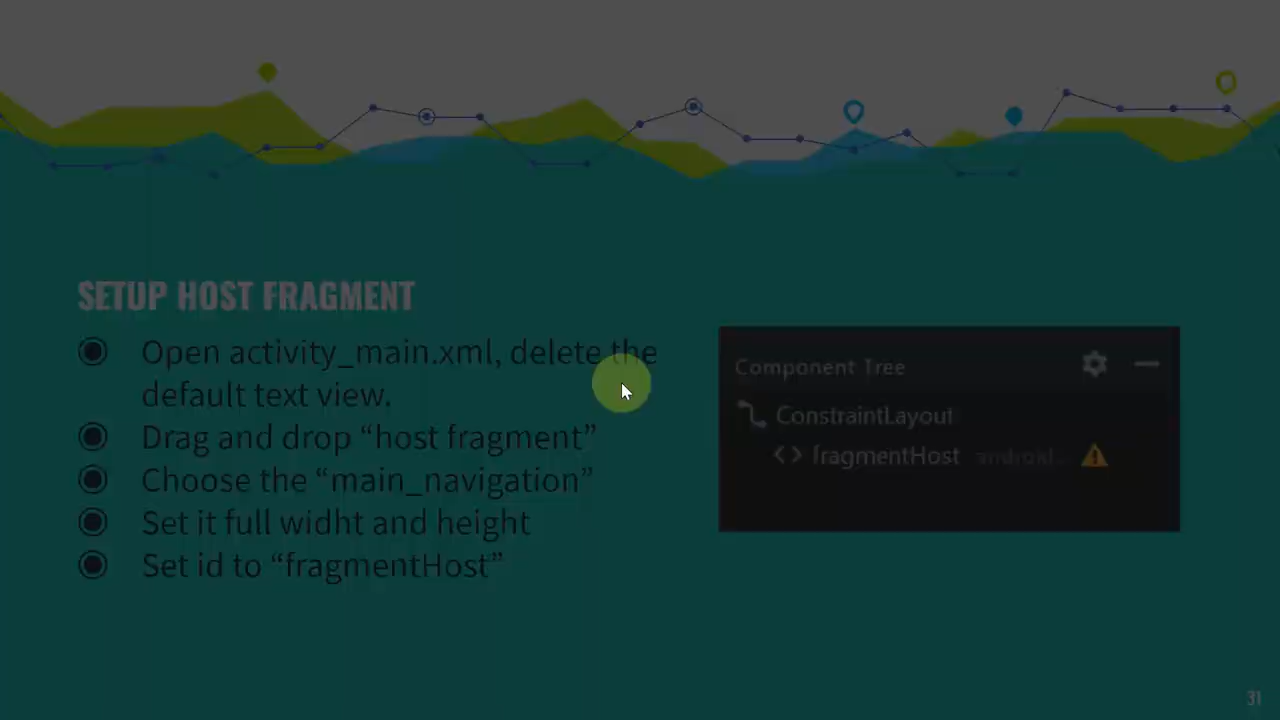 SETUP HOST FRAGMENT
Open activity_main.xml, delete the
default text view.
Drag and drop “host fragment”
Choose the “main_navigation”
Set it full widht and height
Set id to “fragmentHost”
Component Tree
ConstraintLayout
<> fragmentHost android...
31